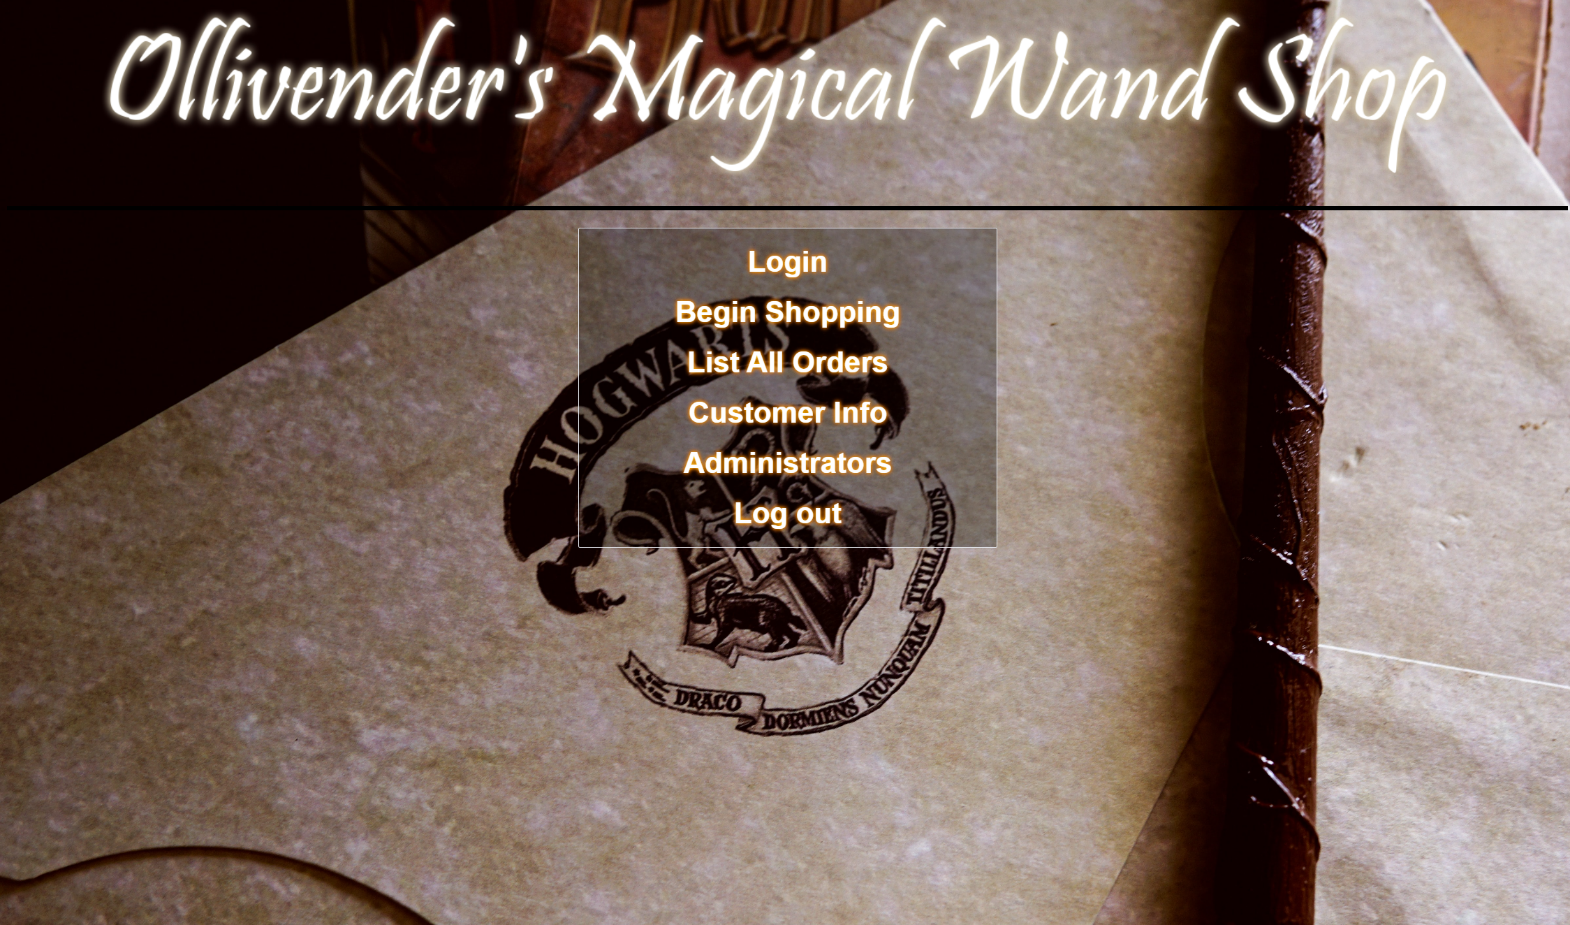 Ollivender's Magical Wand Shop
Login
Begin Shopping
List All Orders
Customer Info
Administrators
Log out
HOGWARTS
H
DRACO DORMIENS NUNQUAM TITILLANDUS